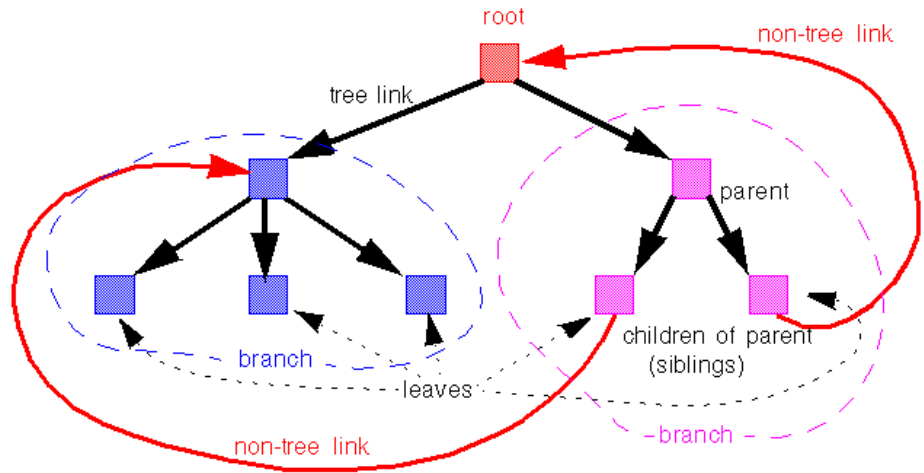 root
non-tree link
tree link
parent
children of parent
(siblings)
branch
leaves
branch
non-tree link